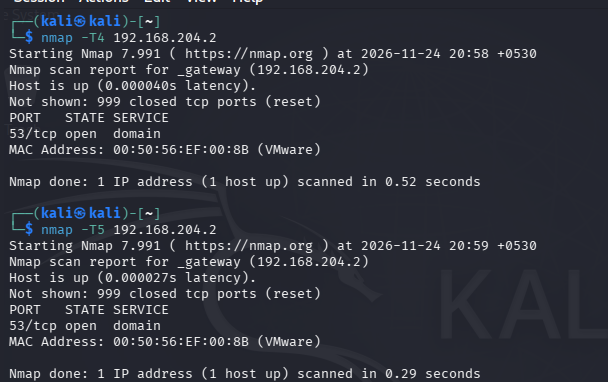 ┌──(kali㉿kali)-[~]
└─$ nmap -T4 192.168.204.2
Starting Nmap 7.991 ( https://nmap.org ) at 2026-11-24 20:58 +0530
Nmap scan report for _gateway (192.168.204.2)
Host is up (0.000040s latency).
Not shown: 999 closed tcp ports (reset)
PORT   STATE SERVICE
53/tcp open  domain
MAC Address: 00:50:56:EF:00:8B (VMware)
Nmap done: 1 IP address (1 host up) scanned in 0.52 seconds
┌──(kali㉿kali)-[~]
└─$ nmap -T5 192.168.204.2
Starting Nmap 7.991 ( https://nmap.org ) at 2026-11-24 20:59 +0530
Nmap scan report for _gateway (192.168.204.2)
Host is up (0.000027s latency).
Not shown: 999 closed tcp ports (reset)
PORT   STATE SERVICE
53/tcp open  domain
MAC Address: 00:50:56:EF:00:8B (VMware)
KAL
Nmap done: 1 IP address (1 host up) scanned in 0.29 seconds